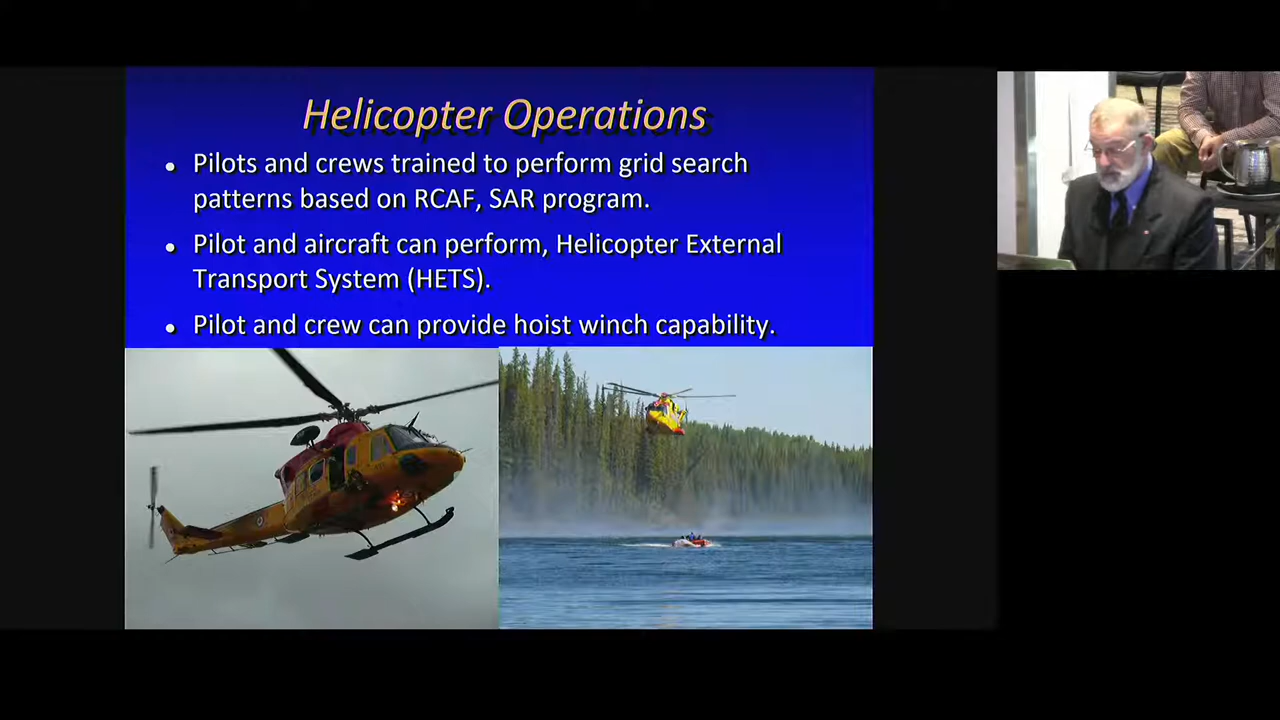 Helicopter Operations
• Pilots and crews trained to perform grid search
patterns based on RCAF, SAR program.
• Pilot and aircraft can perform, Helicopter External
Transport System (HETS).
• Pilot and crew can provide hoist winch capability.